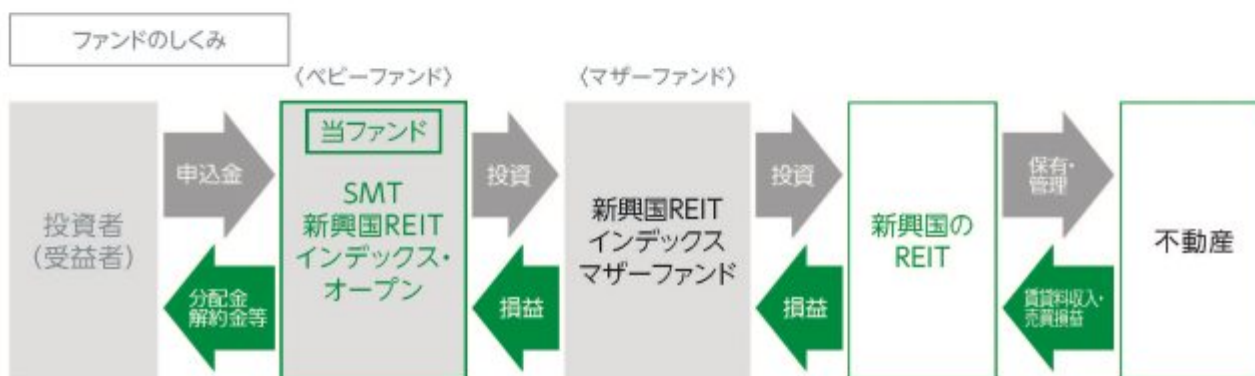 ファンドのしくみ
〈ベビーファンド〉
〈マザーファンド〉
投資者
(受益者)
申込金
分配金
解約金等
当ファンド
SMT
新興国REIT
インデックス・
オープン
投資
損益
新興国REIT
インデックス
マザーファンド
投資
損益
新興国の
REIT
保有・
管理
賃貸料収入・
売買損益
不動産